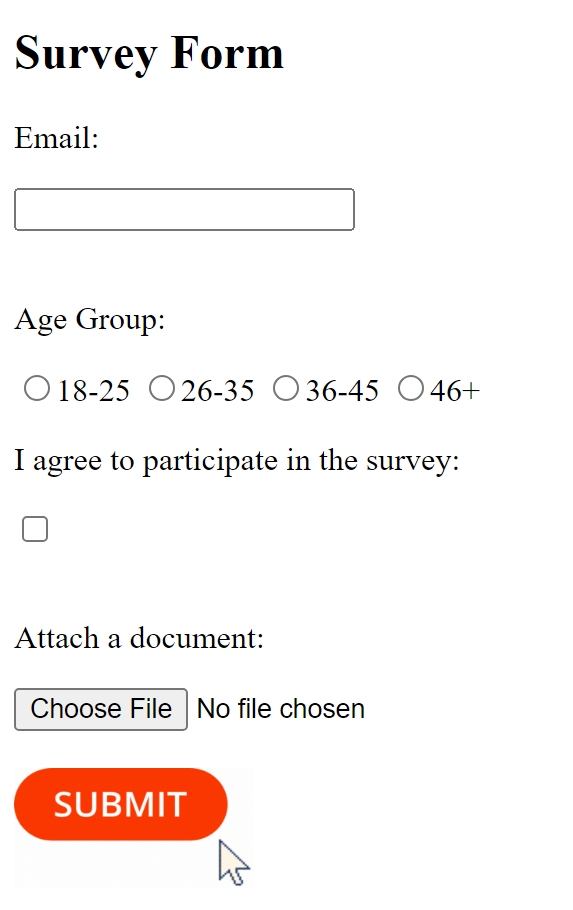 Survey Form
Email:
Age Group:
18-25 26-35 36-45 46+
I agree to participate in the survey:
Attach a document:
Choose File No file chosen
SUBMIT